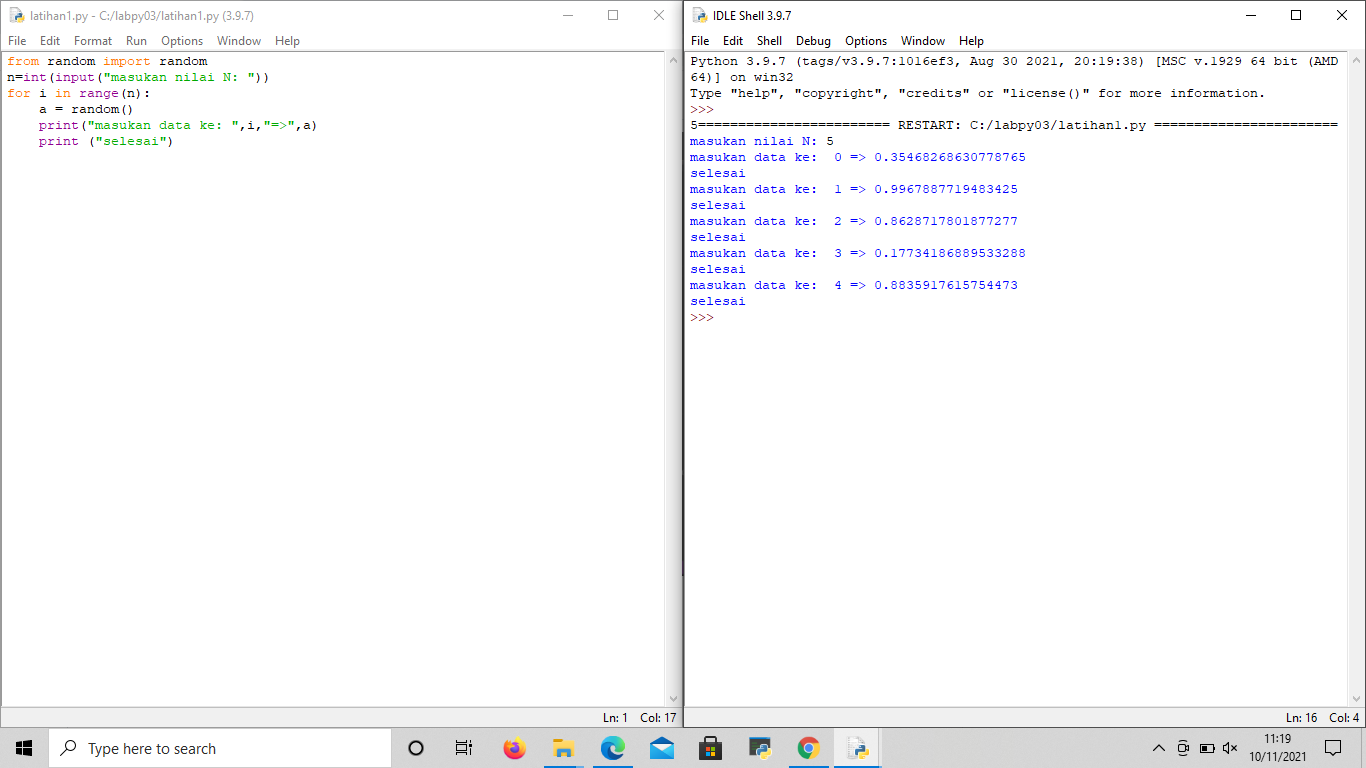 latihan1.py - C:/labpy03/latihan1.py (3.9.7)
File Edit Format Run Options Window Help
from random import random
n=int(input("masukan nilai N: "))
for i in range(n):
    a = random()
    print("masukan data ke: ",i,"=>",a)
    print ("selesai")
Ln: 1 Col: 17
IDLE Shell 3.9.7
File Edit Shell Debug Options Window Help
Python 3.9.7 (tags/v3.9.7:1016ef3, Aug 30 2021, 20:19:38) [MSC v.1929 64 bit (AMD
64)] on win32
Type "help", "copyright", "credits" or "license()" for more information.
>>>
5======================== RESTART: C:/labpy03/latihan1.py =======================
masukan nilai N: 5
masukan data ke:  0 => 0.35468268630778765
selesai
masukan data ke:  1 => 0.9967887719483425
selesai
masukan data ke:  2 => 0.8628717801877277
selesai
masukan data ke:  3 => 0.17734186889533288
selesai
masukan data ke:  4 => 0.8835917615754473
selesai
>>>
Ln: 16 Col: 4
Type here to search
11:19
10/11/2021